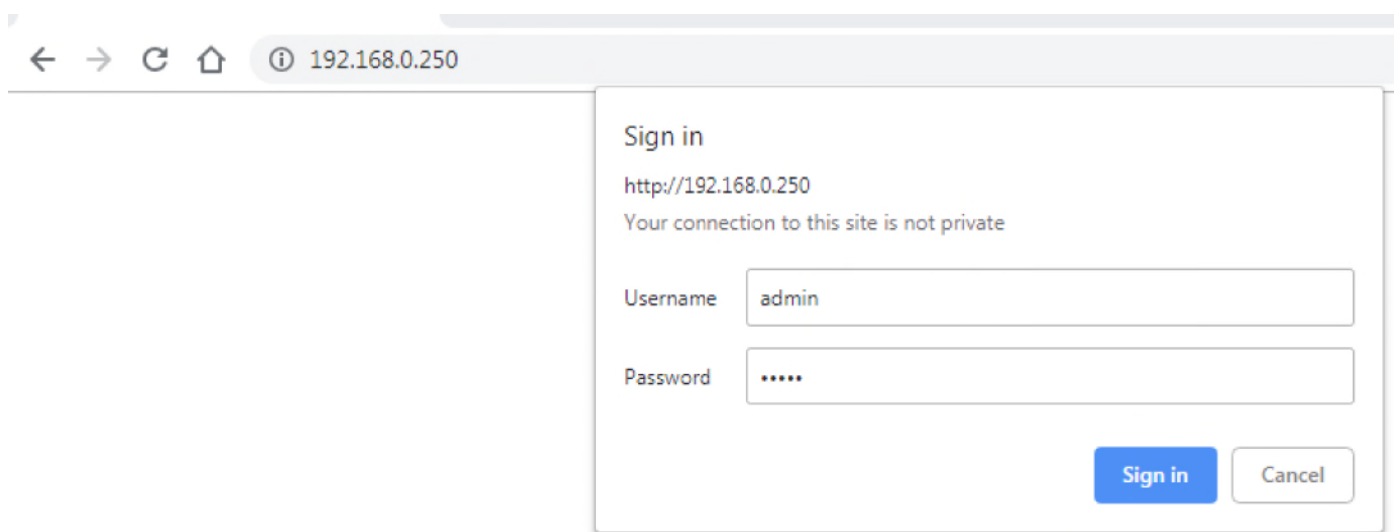 192.168.0.250
Sign in
http://192.168.0.250
Your connection to this site is not private
Username admin
Password •••••
Sign in Cancel